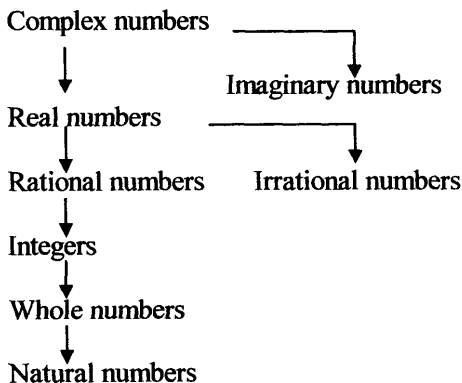 Complex numbers
Imaginary numbers
Real numbers
Rational numbers
Irrational numbers
Integers
Whole numbers
Natural numbers